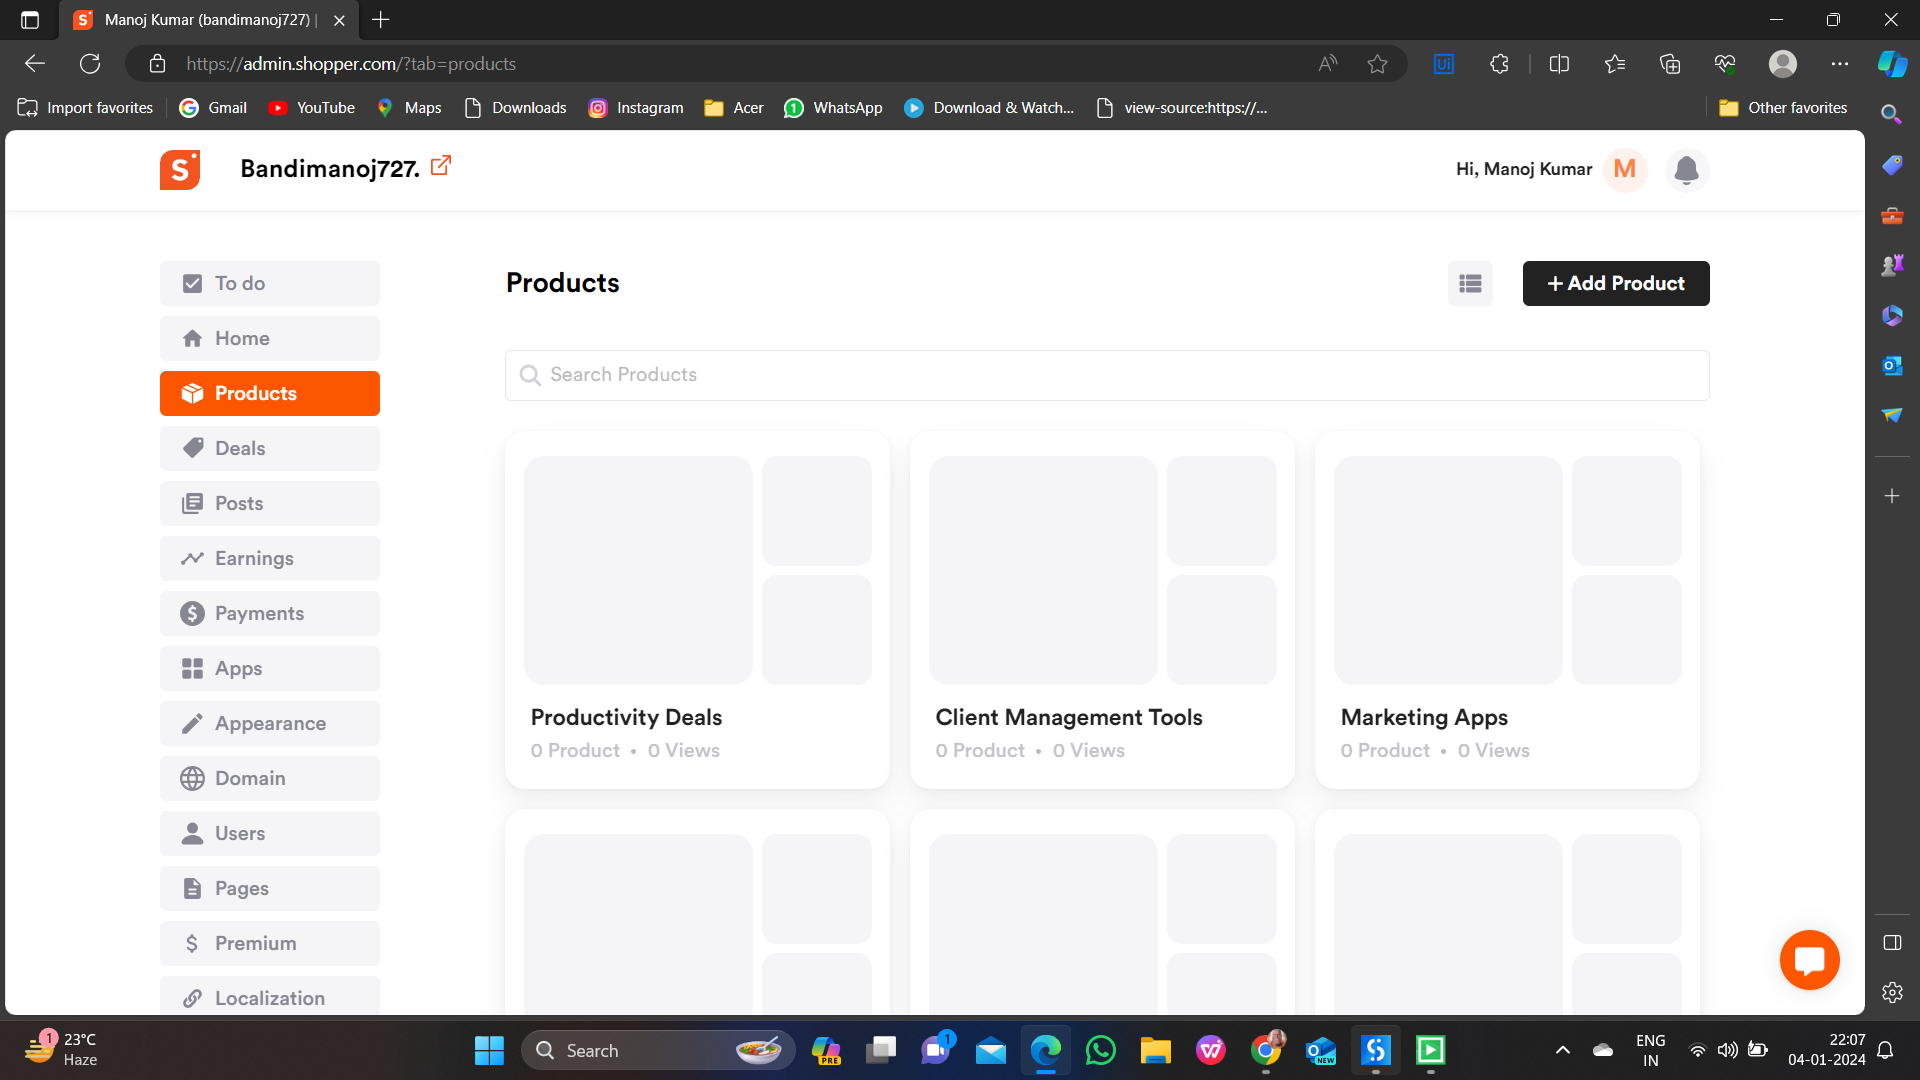 Manoj Kumar (bandimanoj727) |
https://admin.shopper.com/?tab=products
Import favorites Gmail YouTube Maps Downloads Instagram Acer WhatsApp Download & Watch... view-source:https://... Other favorites
S Bandimanoj727. Hi, Manoj Kumar M
To do
Home
Products
Deals
Posts
Earnings
Payments
Apps
Appearance
Domain
Users
Pages
Premium
Localization
Products
+ Add Product
Search Products
Productivity Deals
0 Product • 0 Views
Client Management Tools
0 Product • 0 Views
Marketing Apps
0 Product • 0 Views
1 23°C
Haze
Search
PRE
1
NEW
ENG
IN
22:07
04-01-2024